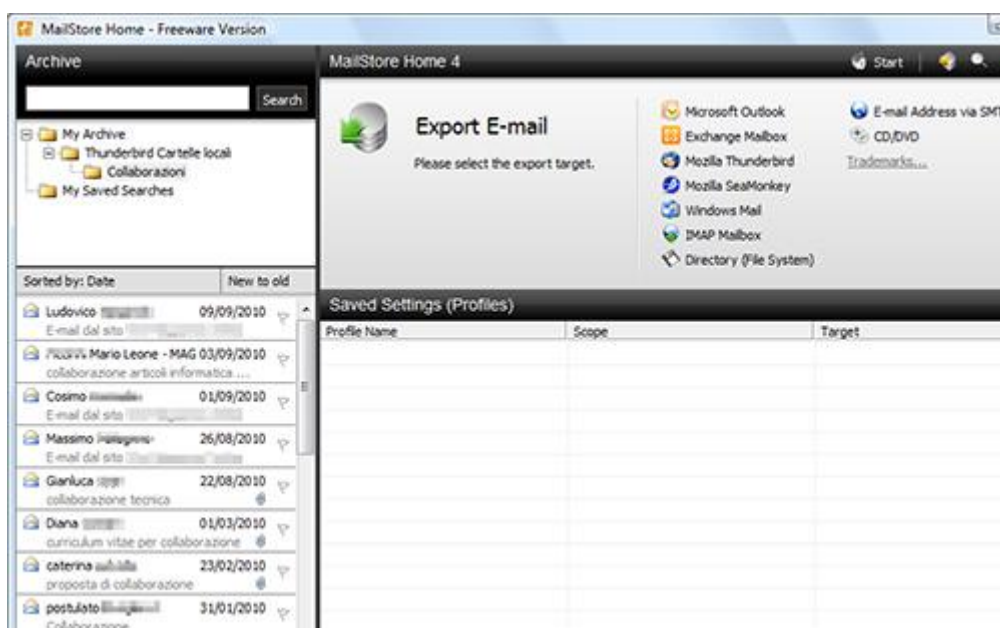 MailStore Home - Freeware Version
Archive
Search
My Archive
Thunderbird Cartelle locali
Collaborazioni
My Saved Searches
Sorted by: Date
New to old
Ludovico 09/09/2010
E-mail dal sito
Mario Leone - MAG 03/09/2010
collaborazione articoli informatica ....
Cosimo 01/09/2010
E-mail dal sito
Massimo 26/08/2010
E-mail dal sito
Gianluca 22/08/2010
collaborazione tecnica
Diana 01/03/2010
curriculum vitae per collaborazione
caterina 23/02/2010
proposta di collaborazione
postulato 31/01/2010
Collaborazione
MailStore Home 4
Start
Export E-mail
Please select the export target.
Microsoft Outlook
Exchange Mailbox
Mozilla Thunderbird
Mozilla SeaMonkey
Windows Mail
IMAP Mailbox
Directory (File System)
E-mail Address via SMT
CD/DVD
Trademarks...
Saved Settings (Profiles)
Profile Name
Scope
Target